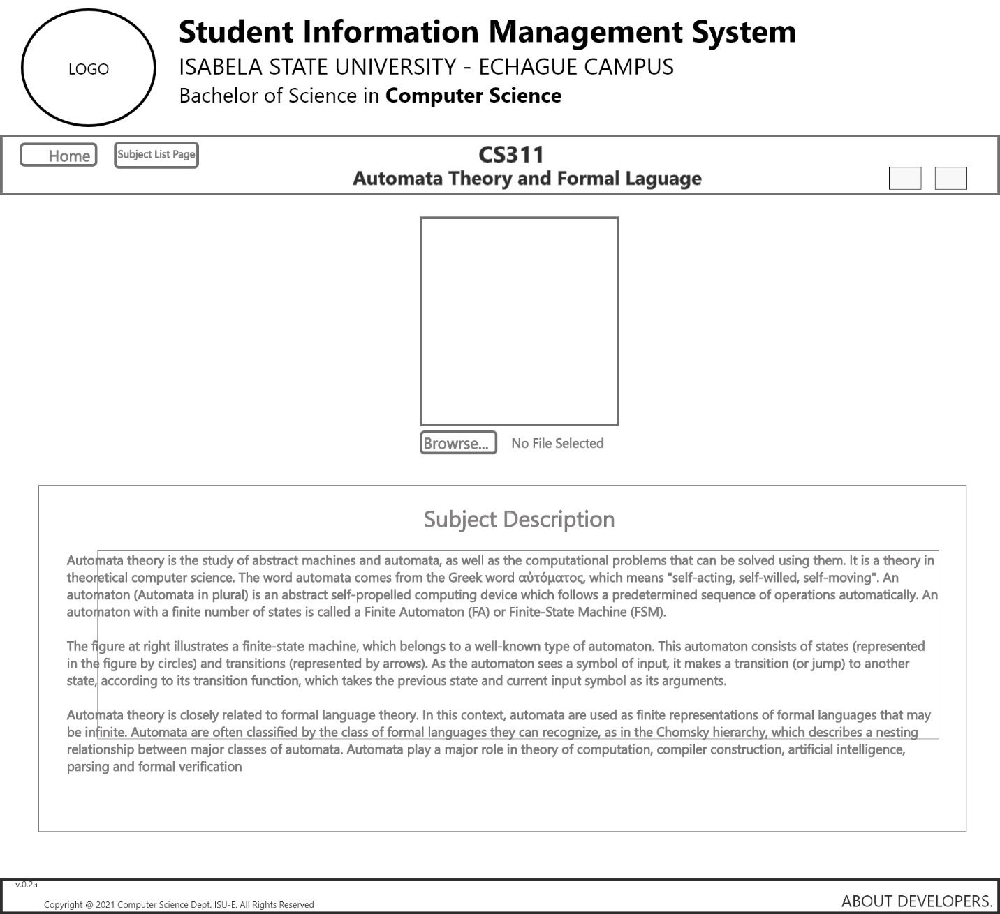 LOGO
Student Information Management System
ISABELA STATE UNIVERSITY - ECHAGUE CAMPUS
Bachelor of Science in Computer Science
Home
Subject List Page
CS311
Automata Theory and Formal Laguage
Browrse...
No File Selected
Subject Description
Automata theory is the study of abstract machines and automata, as well as the computational problems that can be solved using them. It is a theory in
theoretical computer science. The word automata comes from the Greek word αὐτόματος, which means "self-acting, self-willed, self-moving". An
automaton (Automata in plural) is an abstract self-propelled computing device which follows a predetermined sequence of operations automatically. An
automaton with a finite number of states is called a Finite Automaton (FA) or Finite-State Machine (FSM).
The figure at right illustrates a finite-state machine, which belongs to a well-known type of automaton. This automaton consists of states (represented
in the figure by circles) and transitions (represented by arrows). As the automaton sees a symbol of input, it makes a transition (or jump) to another
state, according to its transition function, which takes the previous state and current input symbol as its arguments.
Automata theory is closely related to formal language theory. In this context, automata are used as finite representations of formal languages that may
be infinite. Automata are often classified by the class of formal languages they can recognize, as in the Chomsky hierarchy, which describes a nesting
relationship between major classes of automata. Automata play a major role in theory of computation, compiler construction, artificial intelligence,
parsing and formal verification
v.0.2a
Copyright @ 2021 Computer Science Dept. ISU-E. All Rights Reserved
ABOUT DEVELOPERS.